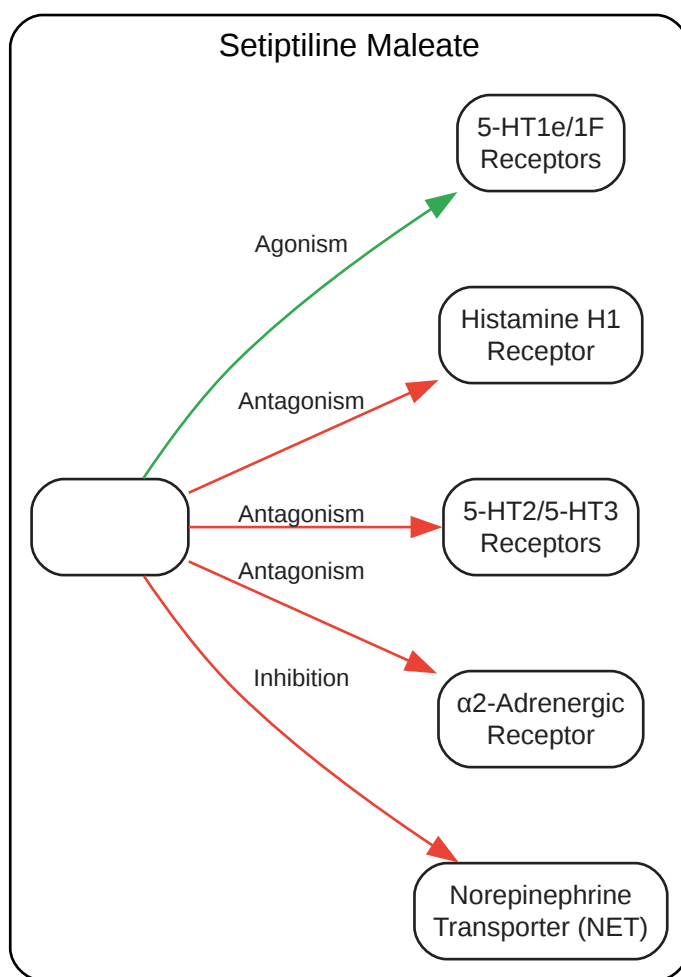 Setiptiline Maleate
5-HT1e/1F
Receptors
Agonism
Histamine H1
Receptor
Antagonism
Antagonism
5-HT2/5-HT3
Receptors
Antagonism
Inhibition
α2-Adrenergic
Receptor
Norepinephrine
Transporter (NET)